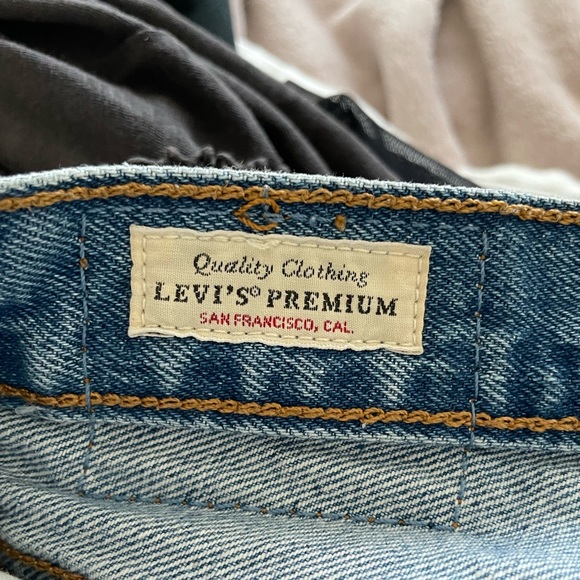 Quality Clothing
LEVI'S® PREMIUM
SAN FRANCISCO, CAL.